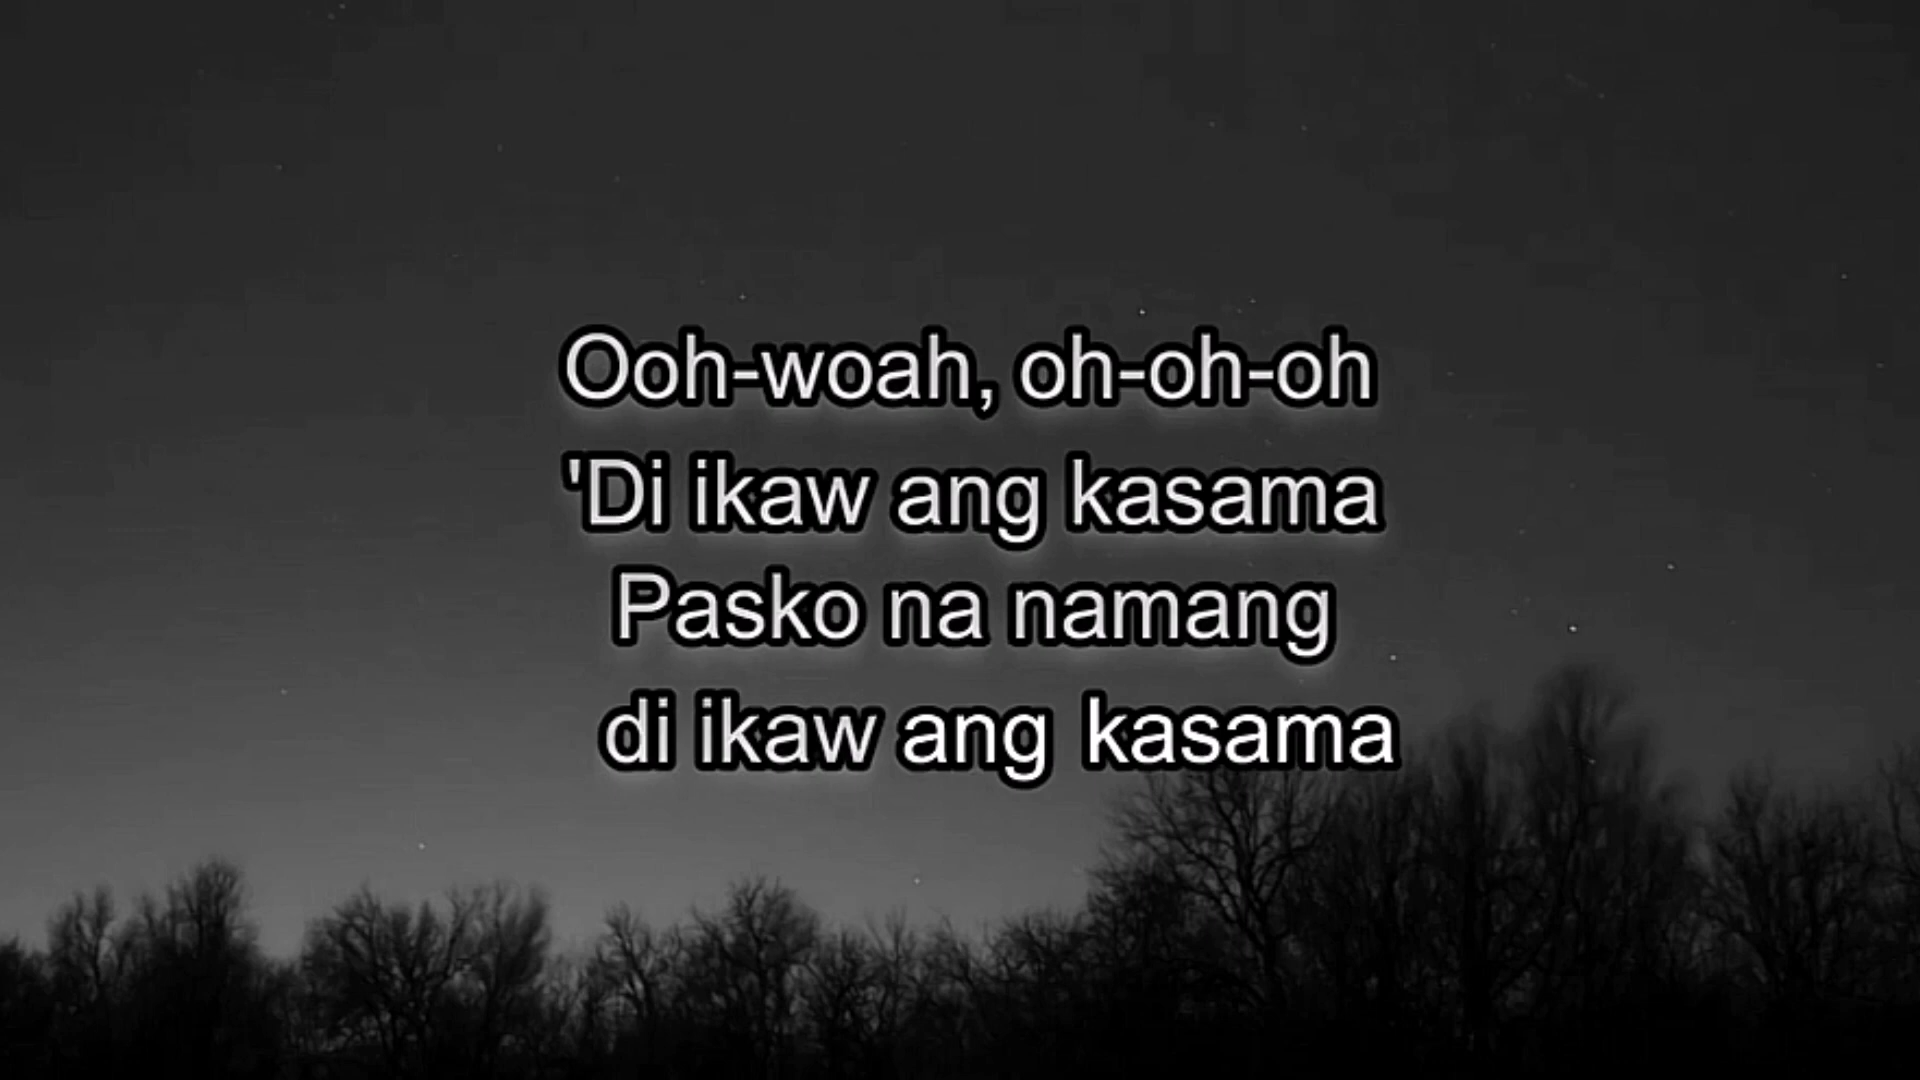 Ooh-woah, oh-oh-oh
'Di ikaw ang kasama
Pasko na namang
di ikaw ang kasama